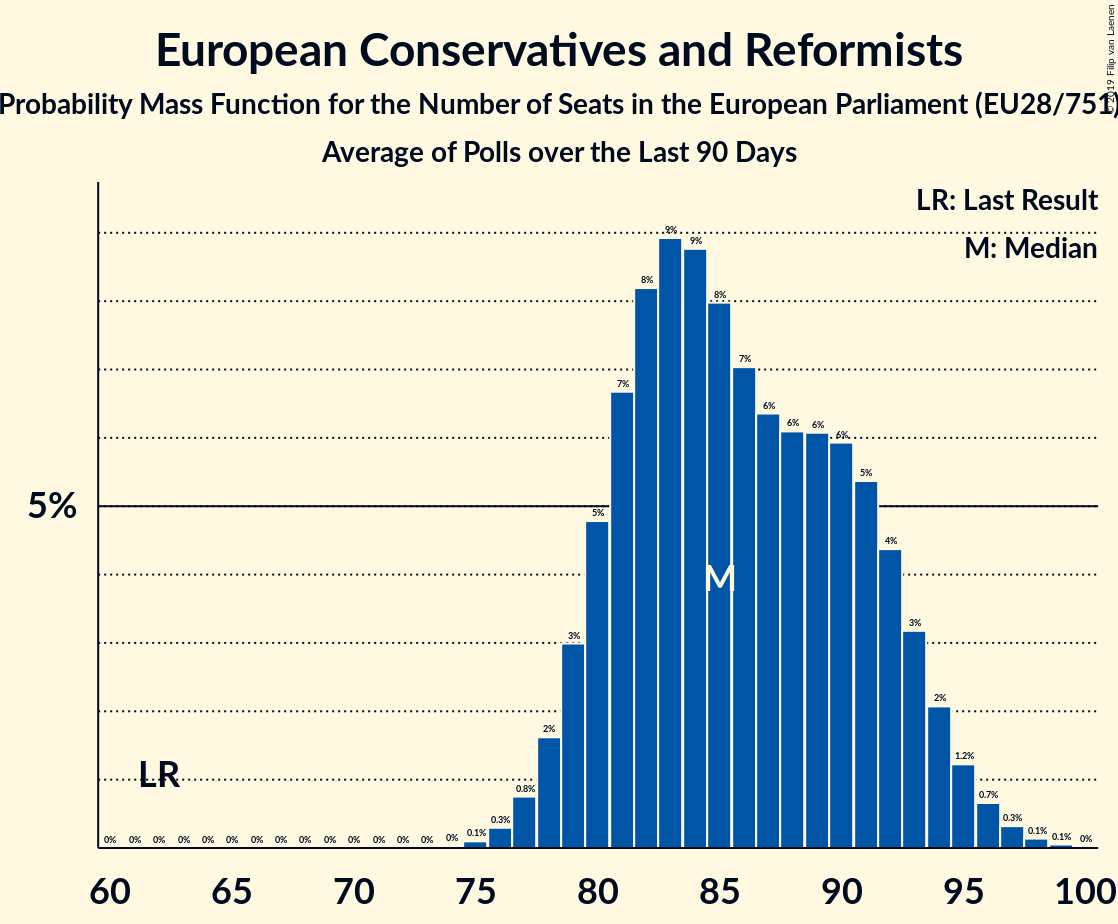 European Conservatives and Reformists
Probability Mass Function for the Number of Seats in the European Parliament (EU28/751)
Average of Polls over the Last 90 Days
© 2019 Filip van Laenen
LR: Last Result
M: Median
9%
9%
8%
8%
7%
7%
6%
6%
6%
6%
5%
5%
5%
4%
M
3%
3%
2%
2%
LR
1.2%
0.8%
0.7%
0.3%
0.3%
0% 0% 0% 0% 0% 0% 0% 0% 0% 0% 0% 0% 0% 0% 0% 0.1% 0.1% 0.1% 0%
60 65 70 75 80 85 90 95 100